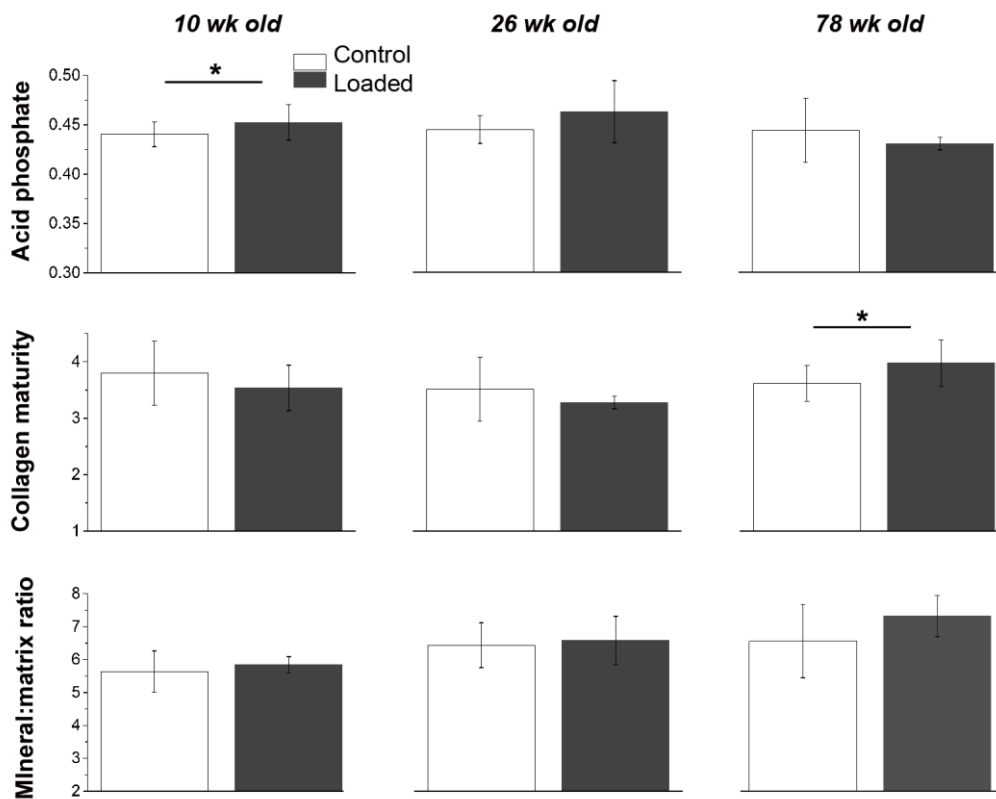 10 wk old
26 wk old
78 wk old
Control
Loaded
*
Acid phosphate
0.50
0.45
0.40
0.35
0.30
*
Collagen maturity
4
3
2
1
MIneral:matrix ratio
8
7
6
5
4
3
2